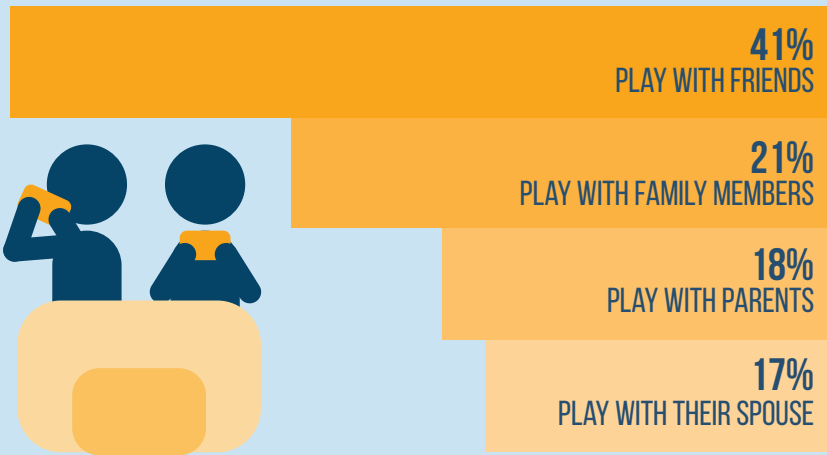 41%
PLAY WITH FRIENDS
21%
PLAY WITH FAMILY MEMBERS
18%
PLAY WITH PARENTS
17%
PLAY WITH THEIR SPOUSE